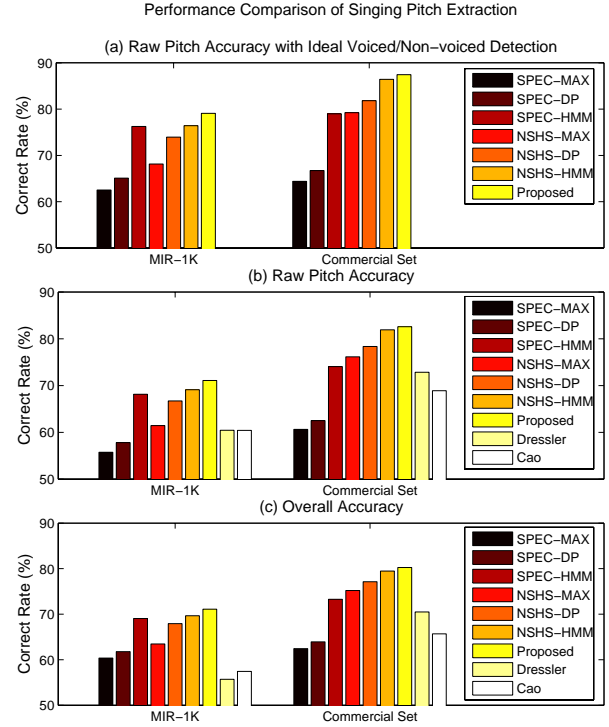 Performance Comparison of Singing Pitch Extraction
(a) Raw Pitch Accuracy with Ideal Voiced/Non−voiced Detection
Correct Rate (%)
90
80
70
60
50
MIR−1K
Commercial Set
SPEC−MAX
SPEC−DP
SPEC−HMM
NSHS−MAX
NSHS−DP
NSHS−HMM
Proposed
(b) Raw Pitch Accuracy
Correct Rate (%)
90
80
70
60
50
MIR−1K
Commercial Set
SPEC−MAX
SPEC−DP
SPEC−HMM
NSHS−MAX
NSHS−DP
NSHS−HMM
Proposed
Dressler
Cao
(c) Overall Accuracy
Correct Rate (%)
90
80
70
60
50
MIR−1K
Commercial Set
SPEC−MAX
SPEC−DP
SPEC−HMM
NSHS−MAX
NSHS−DP
NSHS−HMM
Proposed
Dressler
Cao